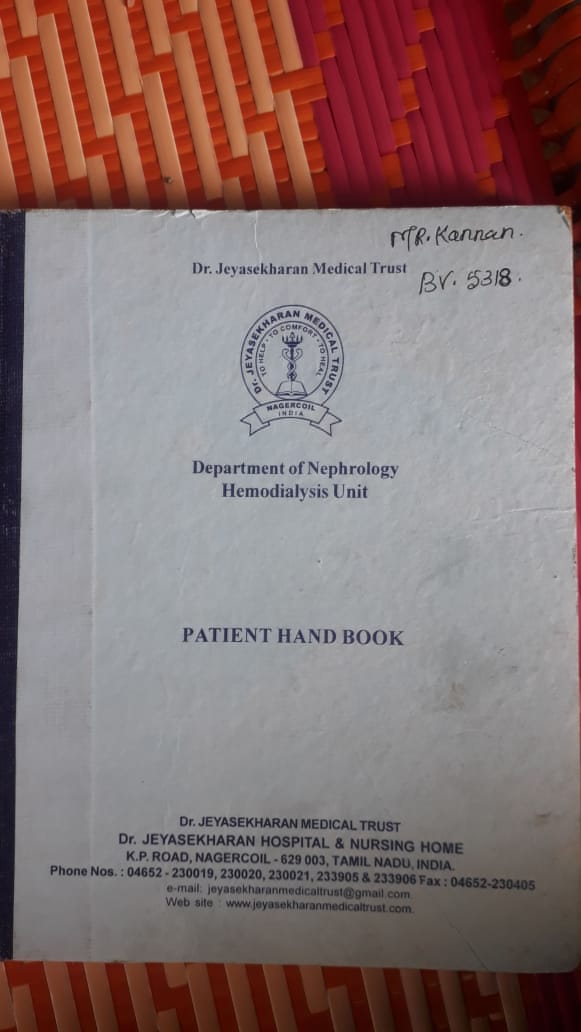 MR. Kannan.
Dr. Jeyasekharan Medical Trust
BV. 5318.
Dr. JEYASEKHARAN MEDICAL TRUST
TO HELP • TO COMFORT • TO HEAL
NAGERCOIL
INDIA
Department of Nephrology
Hemodialysis Unit
PATIENT HAND BOOK
Dr. JEYASEKHARAN MEDICAL TRUST
Dr. JEYASEKHARAN HOSPITAL & NURSING HOME
K.P. ROAD, NAGERCOIL - 629 003, TAMIL NADU, INDIA.
Phone Nos. : 04652 - 230019, 230020, 230021, 233905 & 233906 Fax : 04652-230405
e-mail: jeyasekharanmedicaltrust@gmail.com
Web site : www.jeyasekharanmedicaltrust.com.